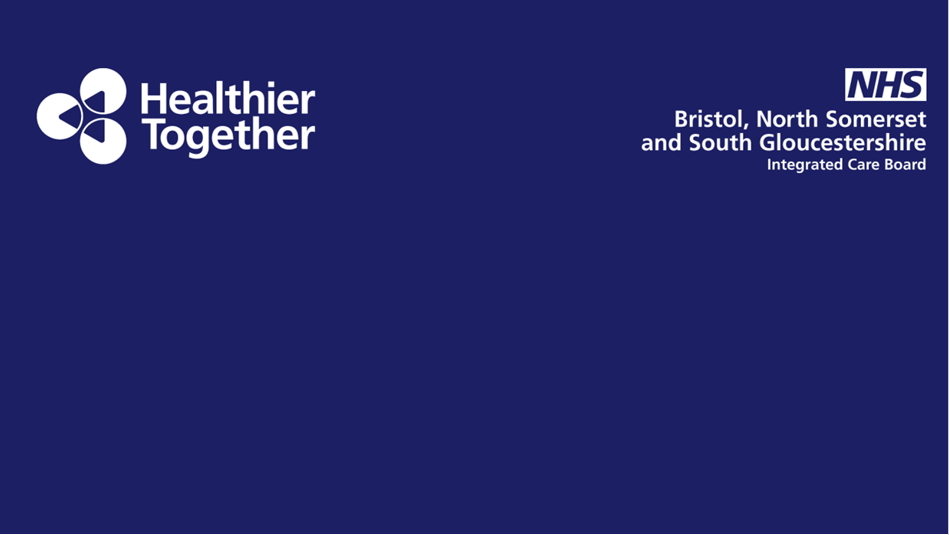 Healthier
Together
NHS
Bristol, North Somerset
and South Gloucestershire
Integrated Care Board